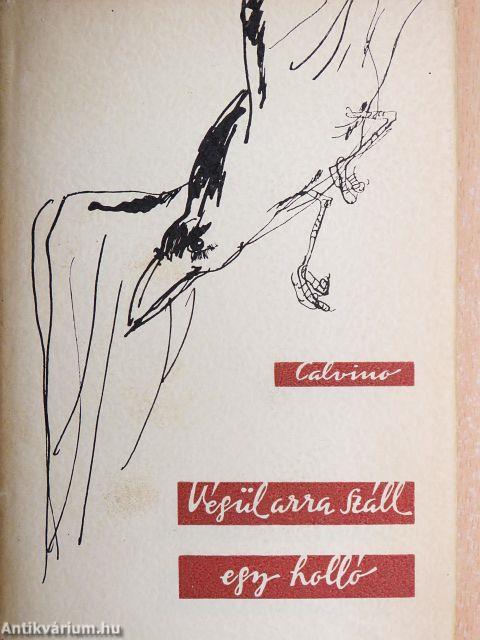 Calvino
Végül arra száll
egy holló
Antikvárium.hu